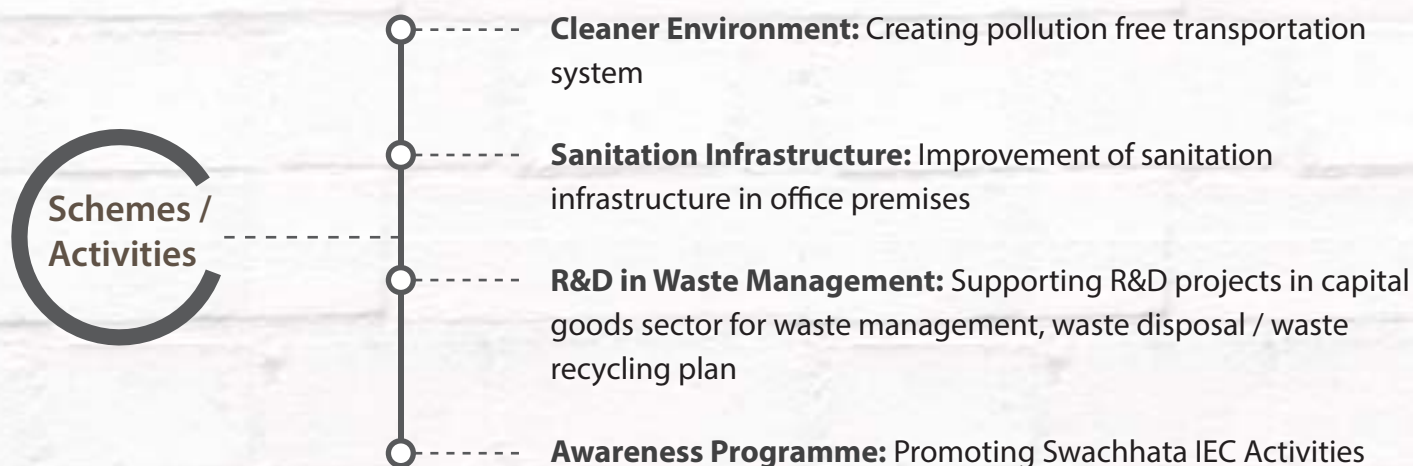 Cleaner Environment: Creating pollution free transportation
system
Sanitation Infrastructure: Improvement of sanitation
infrastructure in office premises
Schemes /
Activities
R&D in Waste Management: Supporting R&D projects in capital
goods sector for waste management, waste disposal / waste
recycling plan
Awareness Programme: Promoting Swachhata IEC Activities